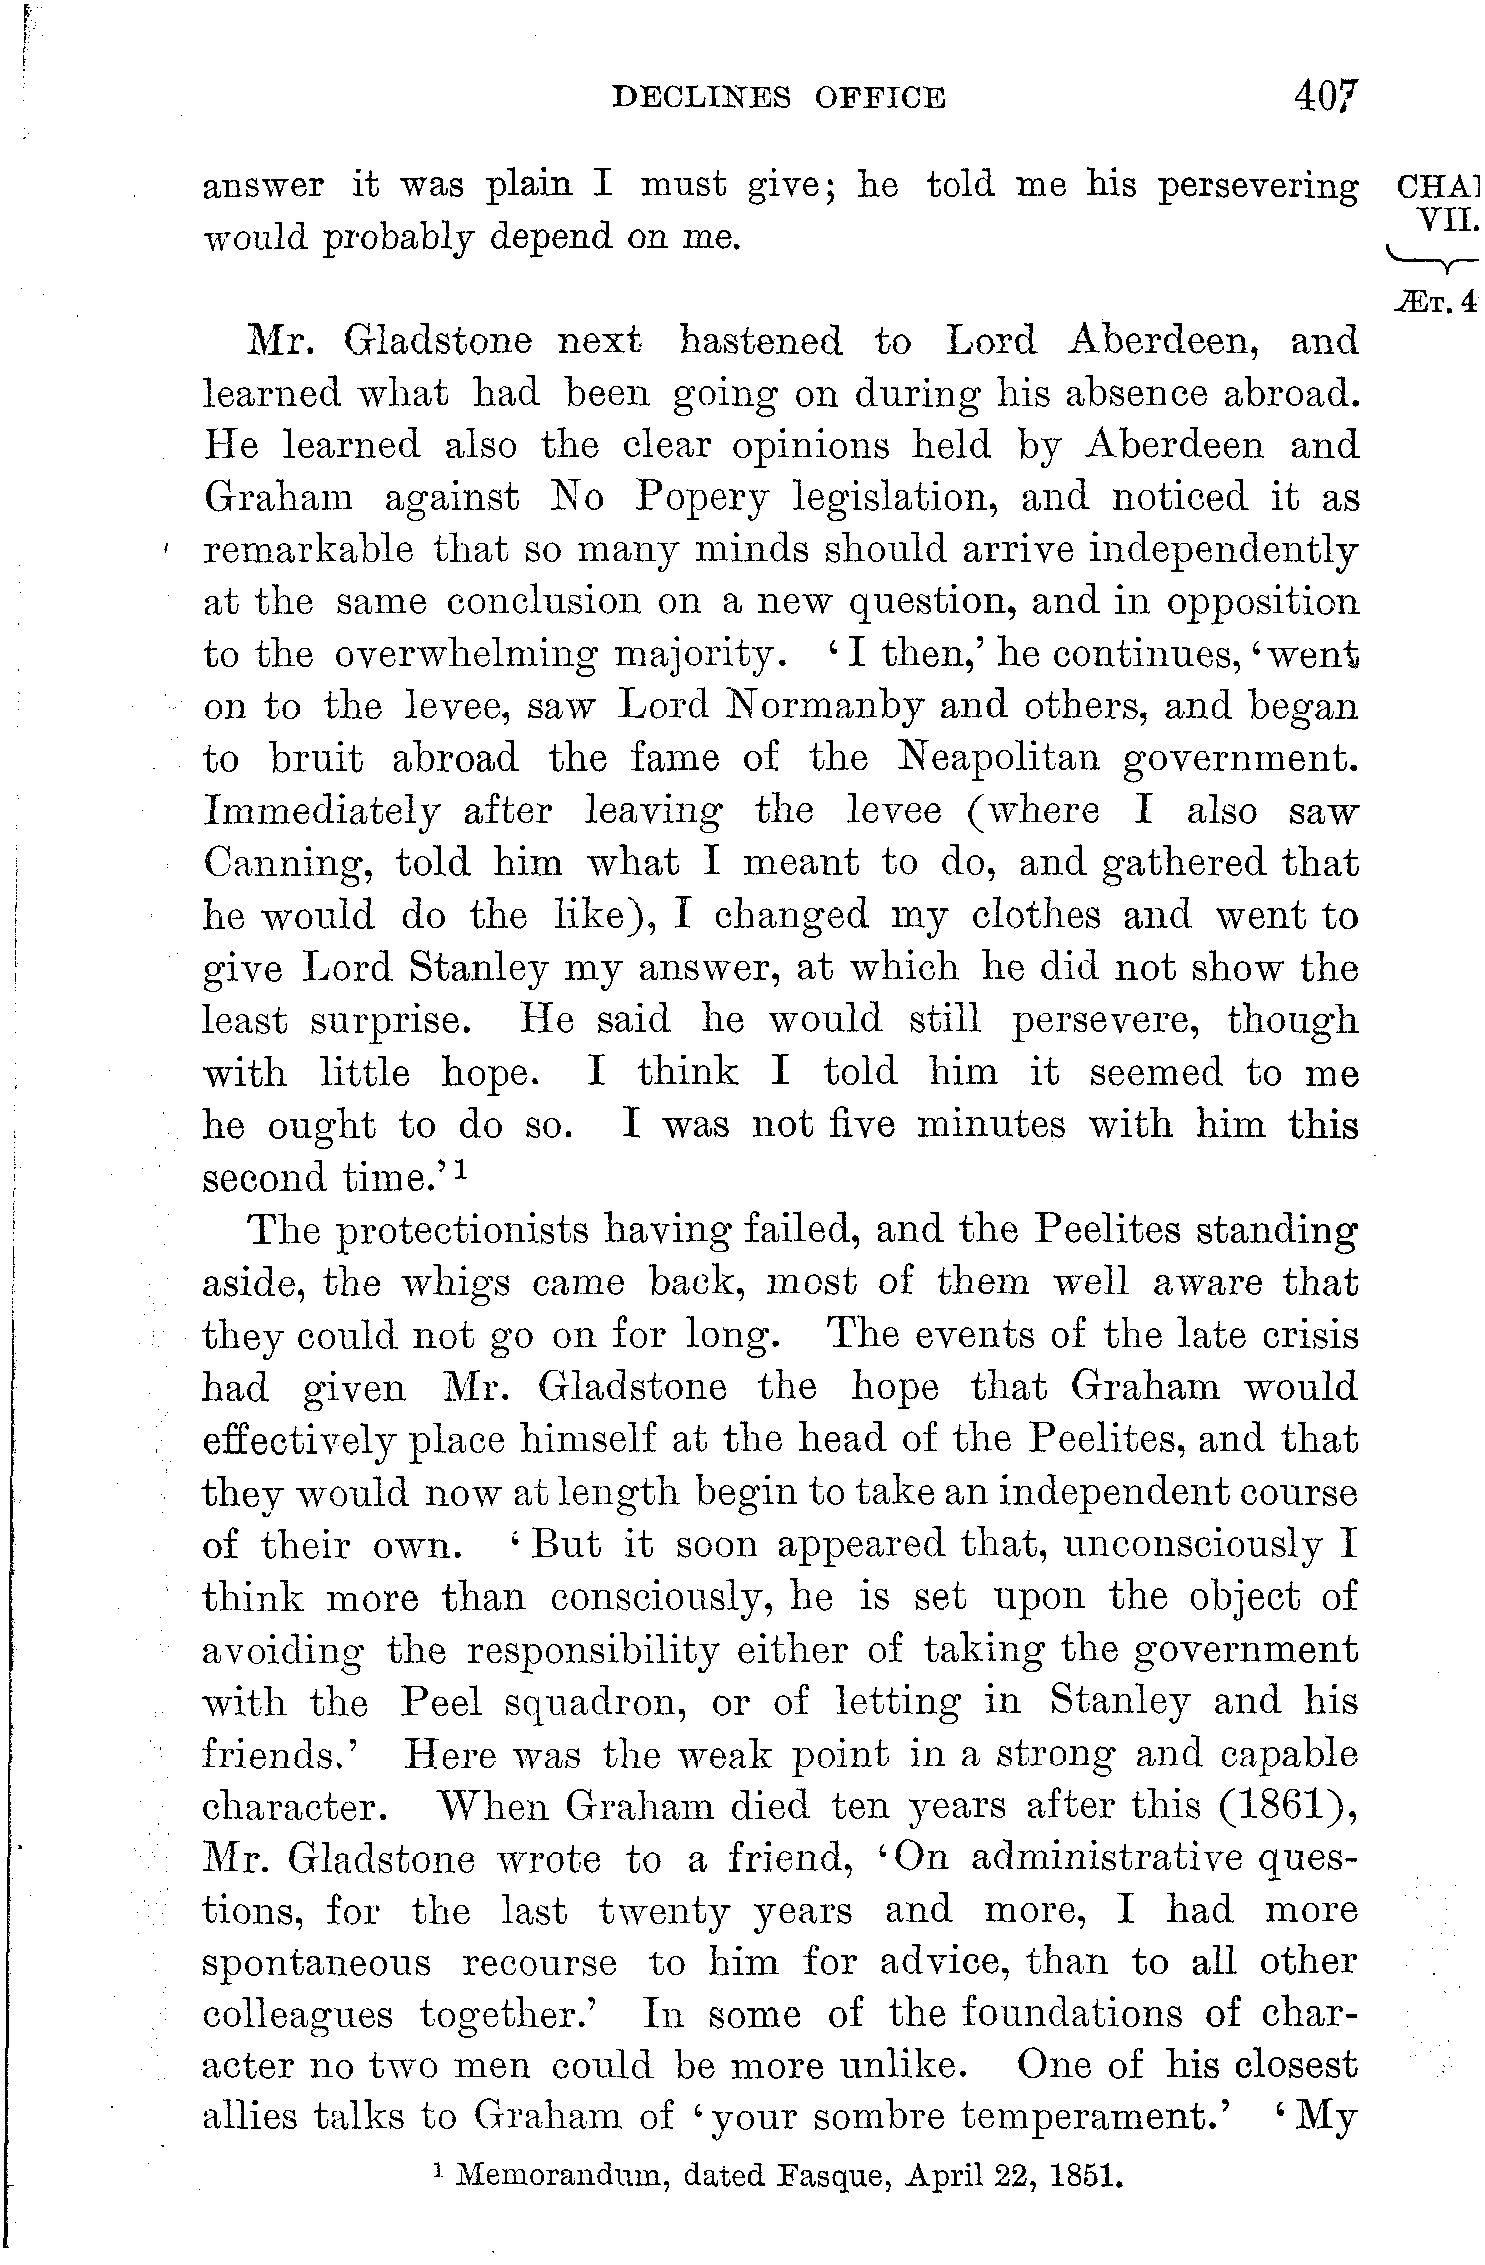 DECLINES OFFICE 407
answer it was plain I must give; he told me his persevering
would probably depend on me.
CHAP
VII.
ÆT. 4
Mr. Gladstone next hastened to Lord Aberdeen, and
learned what had been going on during his absence abroad.
He learned also the clear opinions held by Aberdeen and
Graham against No Popery legislation, and noticed it as
remarkable that so many minds should arrive independently
at the same conclusion on a new question, and in opposition
to the overwhelming majority. ‘I then,’ he continues, ‘went
on to the levee, saw Lord Normanby and others, and began
to bruit abroad the fame of the Neapolitan government.
Immediately after leaving the levee (where I also saw
Canning, told him what I meant to do, and gathered that
he would do the like), I changed my clothes and went to
give Lord Stanley my answer, at which he did not show the
least surprise. He said he would still persevere, though
with little hope. I think I told him it seemed to me
he ought to do so. I was not five minutes with him this
second time.’¹
The protectionists having failed, and the Peelites standing
aside, the whigs came back, most of them well aware that
they could not go on for long. The events of the late crisis
had given Mr. Gladstone the hope that Graham would
effectively place himself at the head of the Peelites, and that
they would now at length begin to take an independent course
of their own. ‘But it soon appeared that, unconsciously I
think more than consciously, he is set upon the object of
avoiding the responsibility either of taking the government
with the Peel squadron, or of letting in Stanley and his
friends.’ Here was the weak point in a strong and capable
character. When Graham died ten years after this (1861),
Mr. Gladstone wrote to a friend, ‘On administrative ques-
tions, for the last twenty years and more, I had more
spontaneous recourse to him for advice, than to all other
colleagues together.’ In some of the foundations of char-
acter no two men could be more unlike. One of his closest
allies talks to Graham of ‘your sombre temperament.’ ‘My
¹ Memorandum, dated Fasque, April 22, 1851.